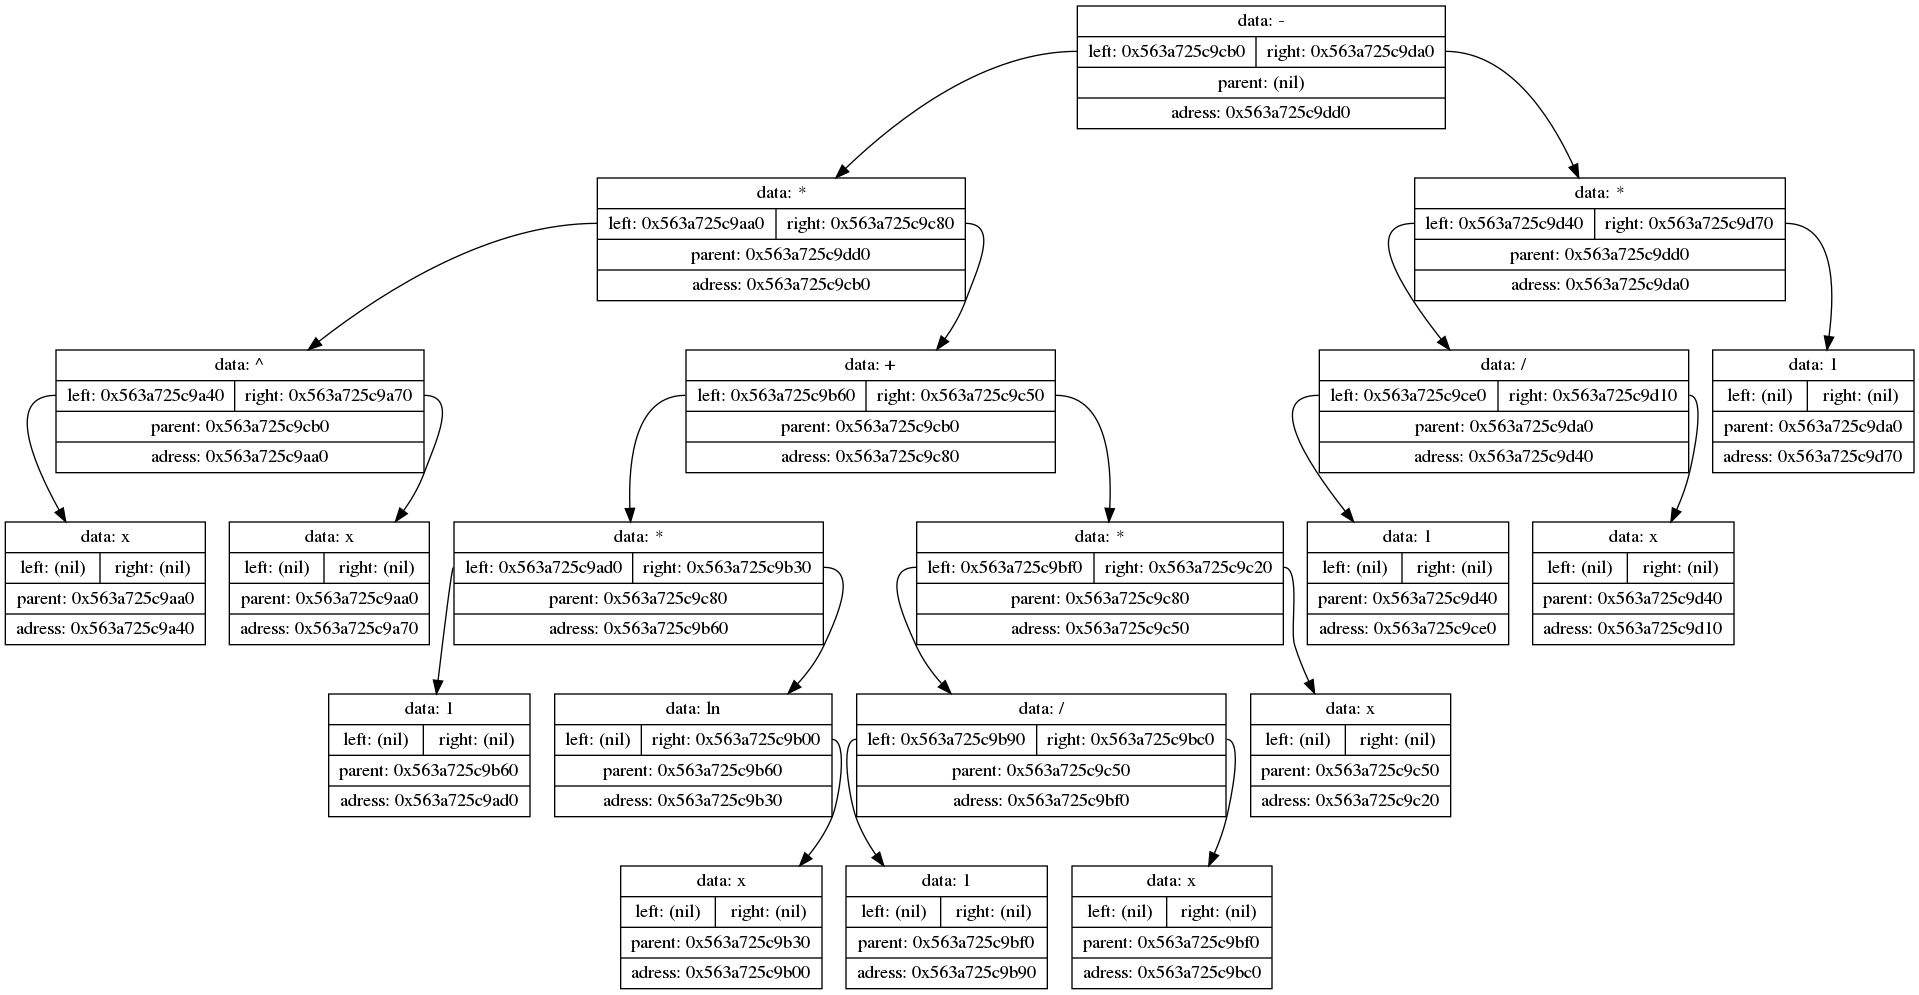 data: -
left: 0x563a725c9cb0 right: 0x563a725c9da0
parent: (nil)
adress: 0x563a725c9dd0
data: *
left: 0x563a725c9aa0 right: 0x563a725c9c80
parent: 0x563a725c9dd0
adress: 0x563a725c9cb0
data: *
left: 0x563a725c9d40 right: 0x563a725c9d70
parent: 0x563a725c9dd0
adress: 0x563a725c9da0
data: ^
left: 0x563a725c9a40 right: 0x563a725c9a70
parent: 0x563a725c9cb0
adress: 0x563a725c9aa0
data: +
left: 0x563a725c9b60 right: 0x563a725c9c50
parent: 0x563a725c9cb0
adress: 0x563a725c9c80
data: /
left: 0x563a725c9ce0 right: 0x563a725c9d10
parent: 0x563a725c9da0
adress: 0x563a725c9d40
data: 1
left: (nil) right: (nil)
parent: 0x563a725c9da0
adress: 0x563a725c9d70
data: x
left: (nil) right: (nil)
parent: 0x563a725c9aa0
adress: 0x563a725c9a40
data: x
left: (nil) right: (nil)
parent: 0x563a725c9aa0
adress: 0x563a725c9a70
data: *
left: 0x563a725c9ad0 right: 0x563a725c9b30
parent: 0x563a725c9c80
adress: 0x563a725c9b60
data: *
left: 0x563a725c9bf0 right: 0x563a725c9c20
parent: 0x563a725c9c80
adress: 0x563a725c9c50
data: 1
left: (nil) right: (nil)
parent: 0x563a725c9d40
adress: 0x563a725c9ce0
data: x
left: (nil) right: (nil)
parent: 0x563a725c9d40
adress: 0x563a725c9d10
data: 1
left: (nil) right: (nil)
parent: 0x563a725c9b60
adress: 0x563a725c9ad0
data: ln
left: (nil) right: 0x563a725c9b00
parent: 0x563a725c9b60
adress: 0x563a725c9b30
data: /
left: 0x563a725c9b90 right: 0x563a725c9bc0
parent: 0x563a725c9c50
adress: 0x563a725c9bf0
data: x
left: (nil) right: (nil)
parent: 0x563a725c9c50
adress: 0x563a725c9c20
data: x
left: (nil) right: (nil)
parent: 0x563a725c9b30
adress: 0x563a725c9b00
data: 1
left: (nil) right: (nil)
parent: 0x563a725c9bf0
adress: 0x563a725c9b90
data: x
left: (nil) right: (nil)
parent: 0x563a725c9bf0
adress: 0x563a725c9bc0